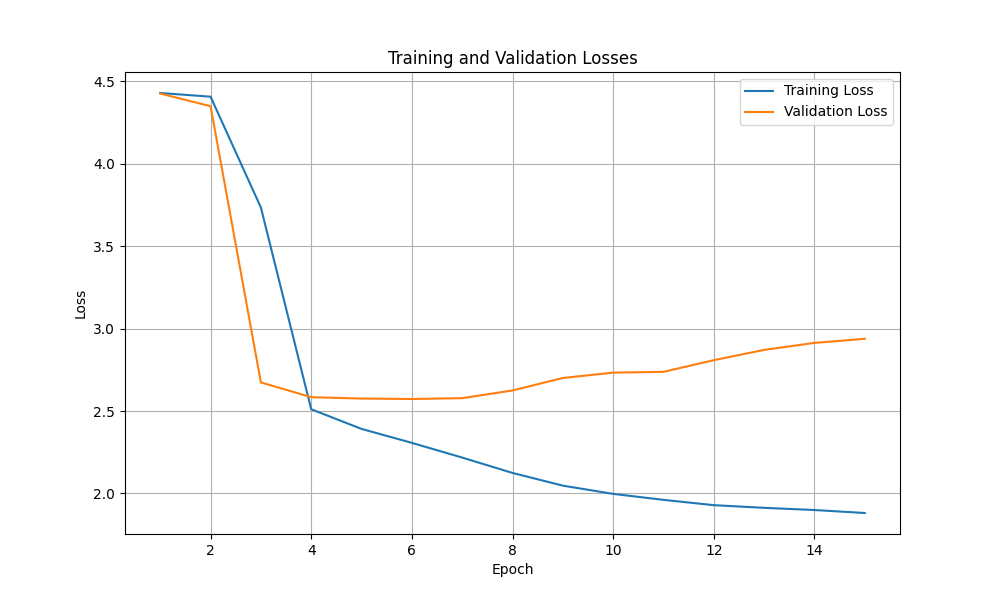 Training and Validation Losses
Training Loss
Validation Loss
4.5
4.0
3.5
3.0
2.5
2.0
Loss
2 4 6 8 10 12 14
Epoch